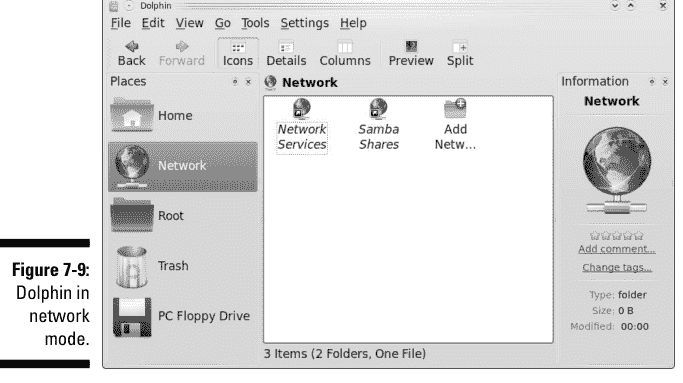 Dolphin
File Edit View Go Tools Settings Help
Back Forward Icons Details Columns Preview Split
Places
Home
Network
Root
Trash
PC Floppy Drive
Network
Network
Services
Samba
Shares
Add
Netw...
3 Items (2 Folders, One File)
Information
Network
Add comment...
Change tags...
Type: folder
Size: 0 B
Modified: 00:00
Figure 7-9:
Dolphin in
network
mode.